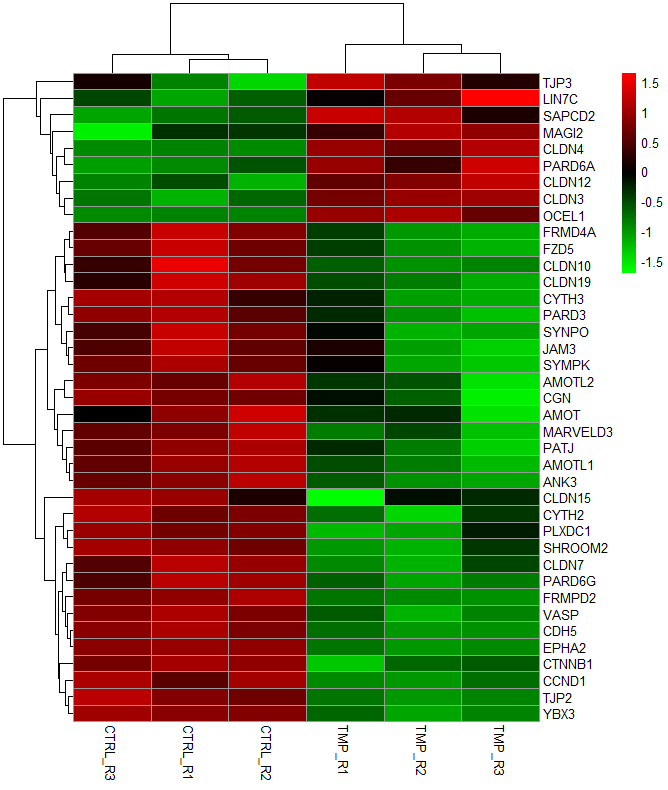 TJP3
LIN7C
SAPCD2
MAGI2
CLDN4
PARD6A
CLDN12
CLDN3
OCEL1
FRMD4A
FZD5
CLDN10
CLDN19
CYTH3
PARD3
SYNPO
JAM3
SYMPK
AMOTL2
CGN
AMOT
MARVELD3
PATJ
AMOTL1
ANK3
CLDN15
CYTH2
PLXDC1
SHROOM2
CLDN7
PARD6G
FRMPD2
VASP
CDH5
EPHA2
CTNNB1
CCND1
TJP2
YBX3
1.5
1
0.5
0
-0.5
-1
-1.5
CTRL_R3
CTRL_R1
CTRL_R2
TMP_R1
TMP_R2
TMP_R3